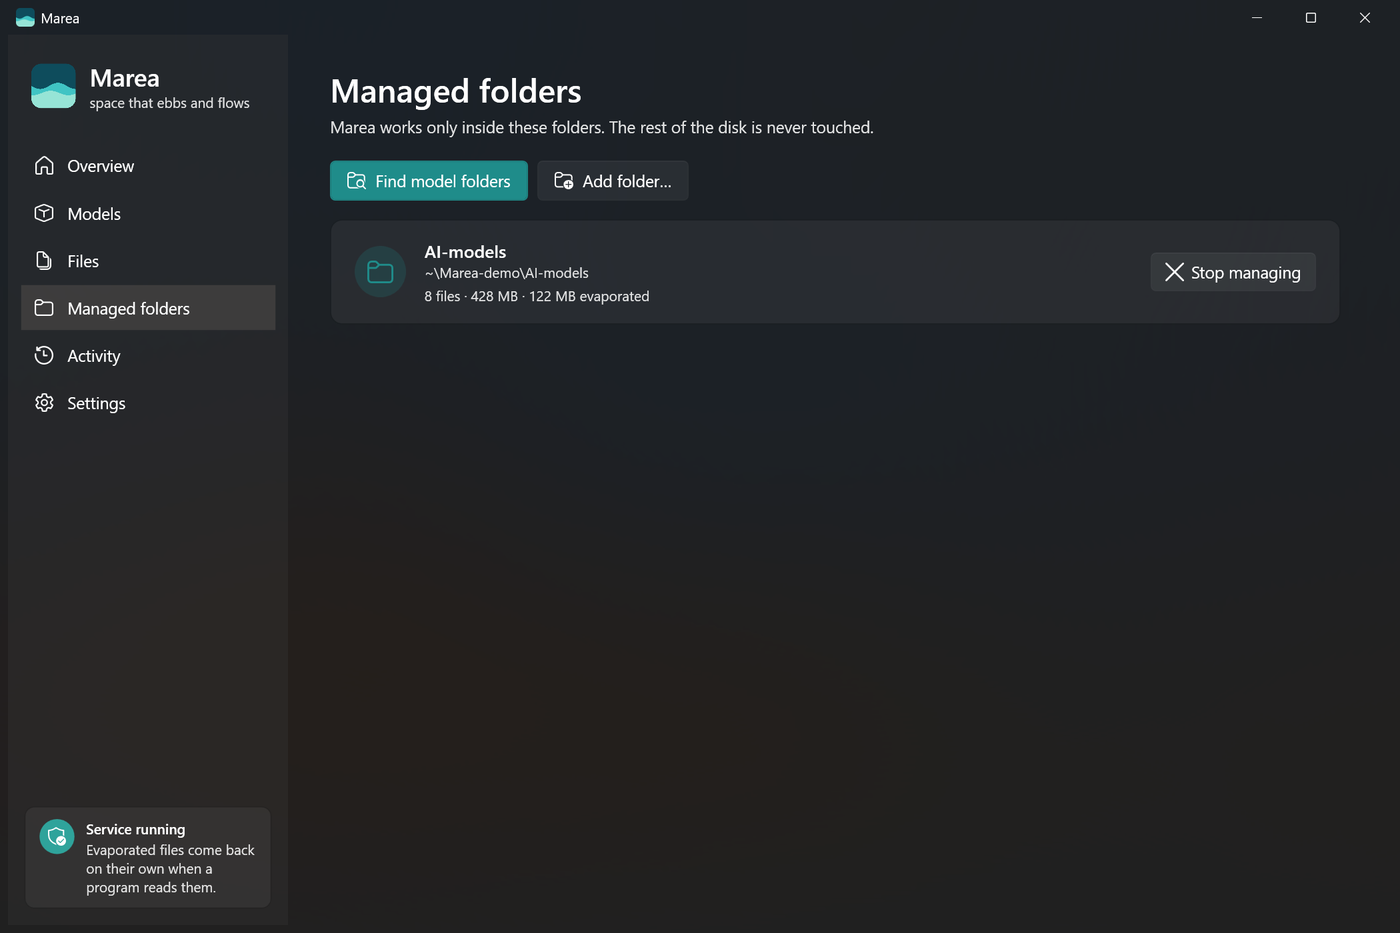 Marea
Marea
space that ebbs and flows
Overview
Models
Files
Managed folders
Activity
Settings
Service running
Evaporated files come back
on their own when a
program reads them.
Managed folders
Marea works only inside these folders. The rest of the disk is never touched.
Find model folders
Add folder...
AI-models
~\Marea-demo\AI-models
8 files · 428 MB · 122 MB evaporated
Stop managing